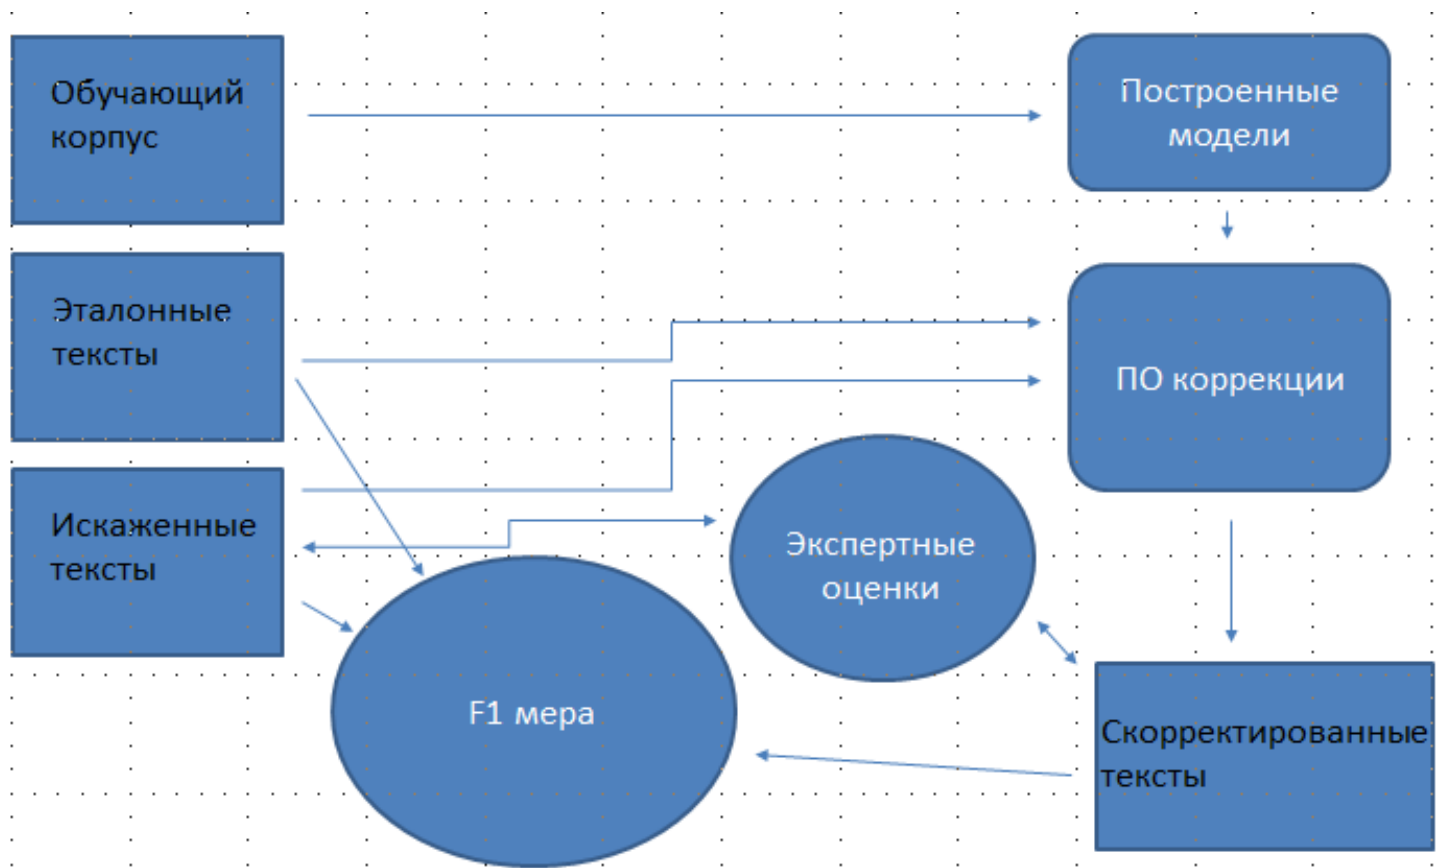 Обучающий
корпус
Построенные
модели
Эталонные
тексты
ПО коррекции
Искаженные
тексты
Экспертные
оценки
F1 мера
Скорректированные
тексты